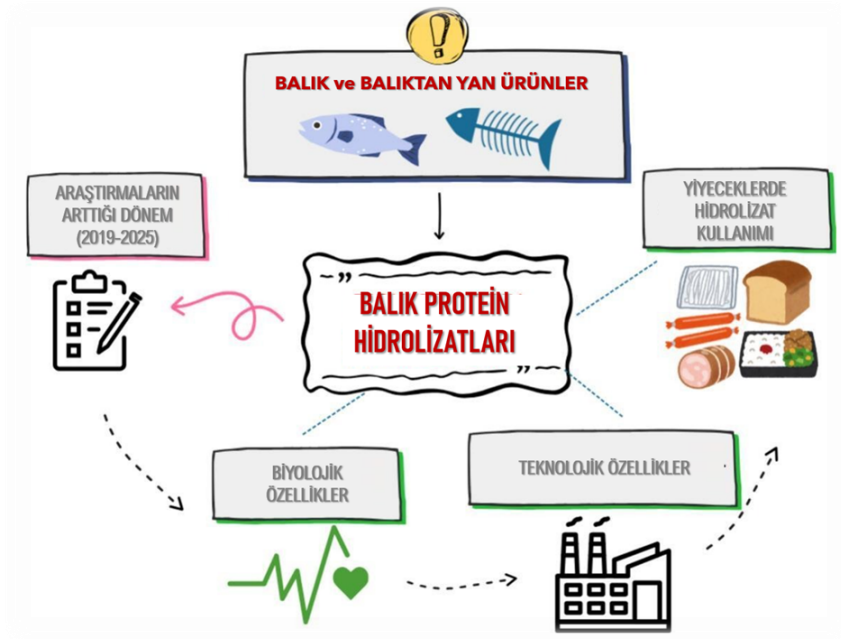 BALIK ve BALIKTAN YAN ÜRÜNLER
ARAŞTIRMALARIN
ARTTIĞI DÖNEM
(2019-2025)
YİYECEKLERDE
HİDROLİZAT
KULLANIMI
BALIK PROTEİN
HİDROLİZATLARI
BİYOLOJİK
ÖZELLİKLER
TEKNOLOJİK ÖZELLİKLER